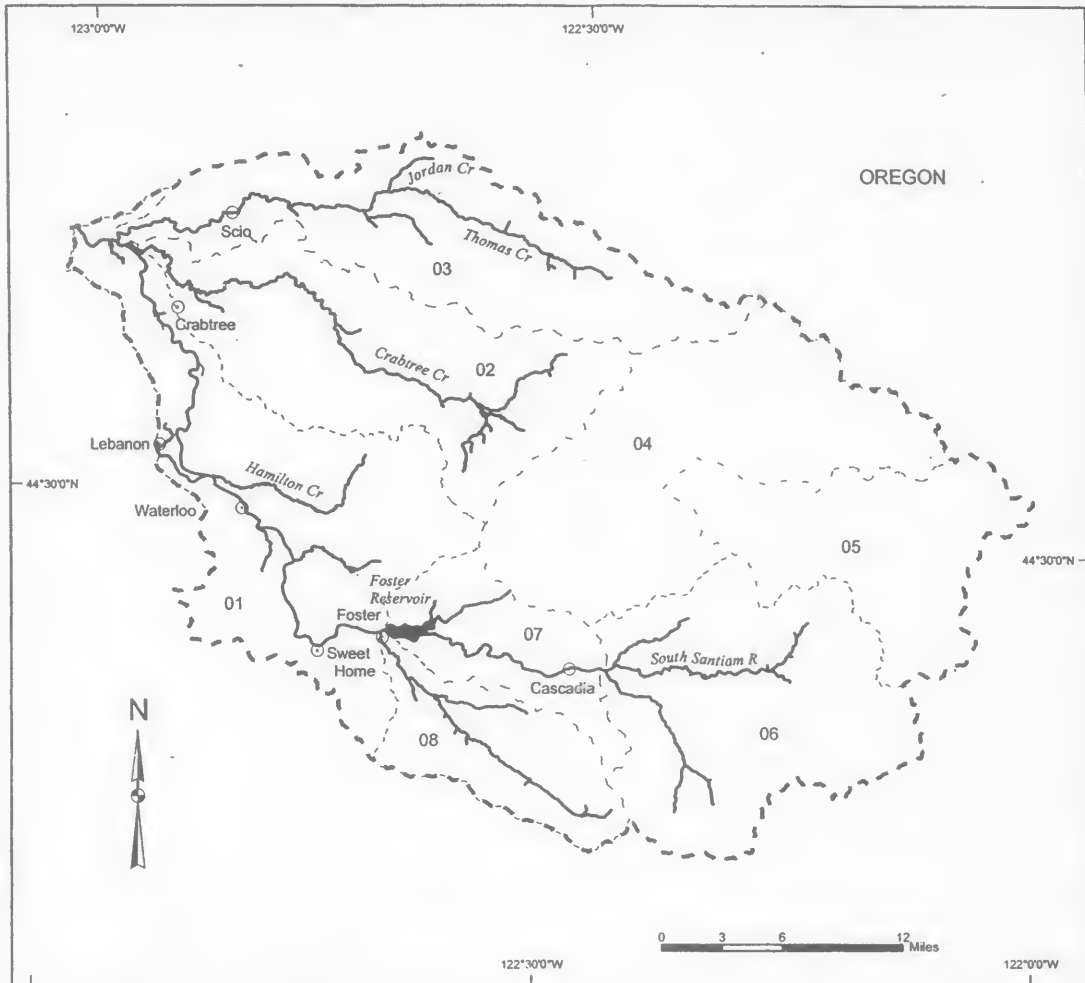 123°0'0"W
122°30'0"W
OREGON
Jordan Cr
Scio
Thomas Cr
03
Crabtree
Crabtree Cr
02
04
Lebanon
Hamilton Cr
44°30'0"N
Waterloo
05
44°30'0"N
Foster
Reservoir
01
Foster
07
Sweet
Home
South Santiam R
Cascadia
N
08
06
0 3 6 12
Miles
122°30'0"W
122°0'0"W